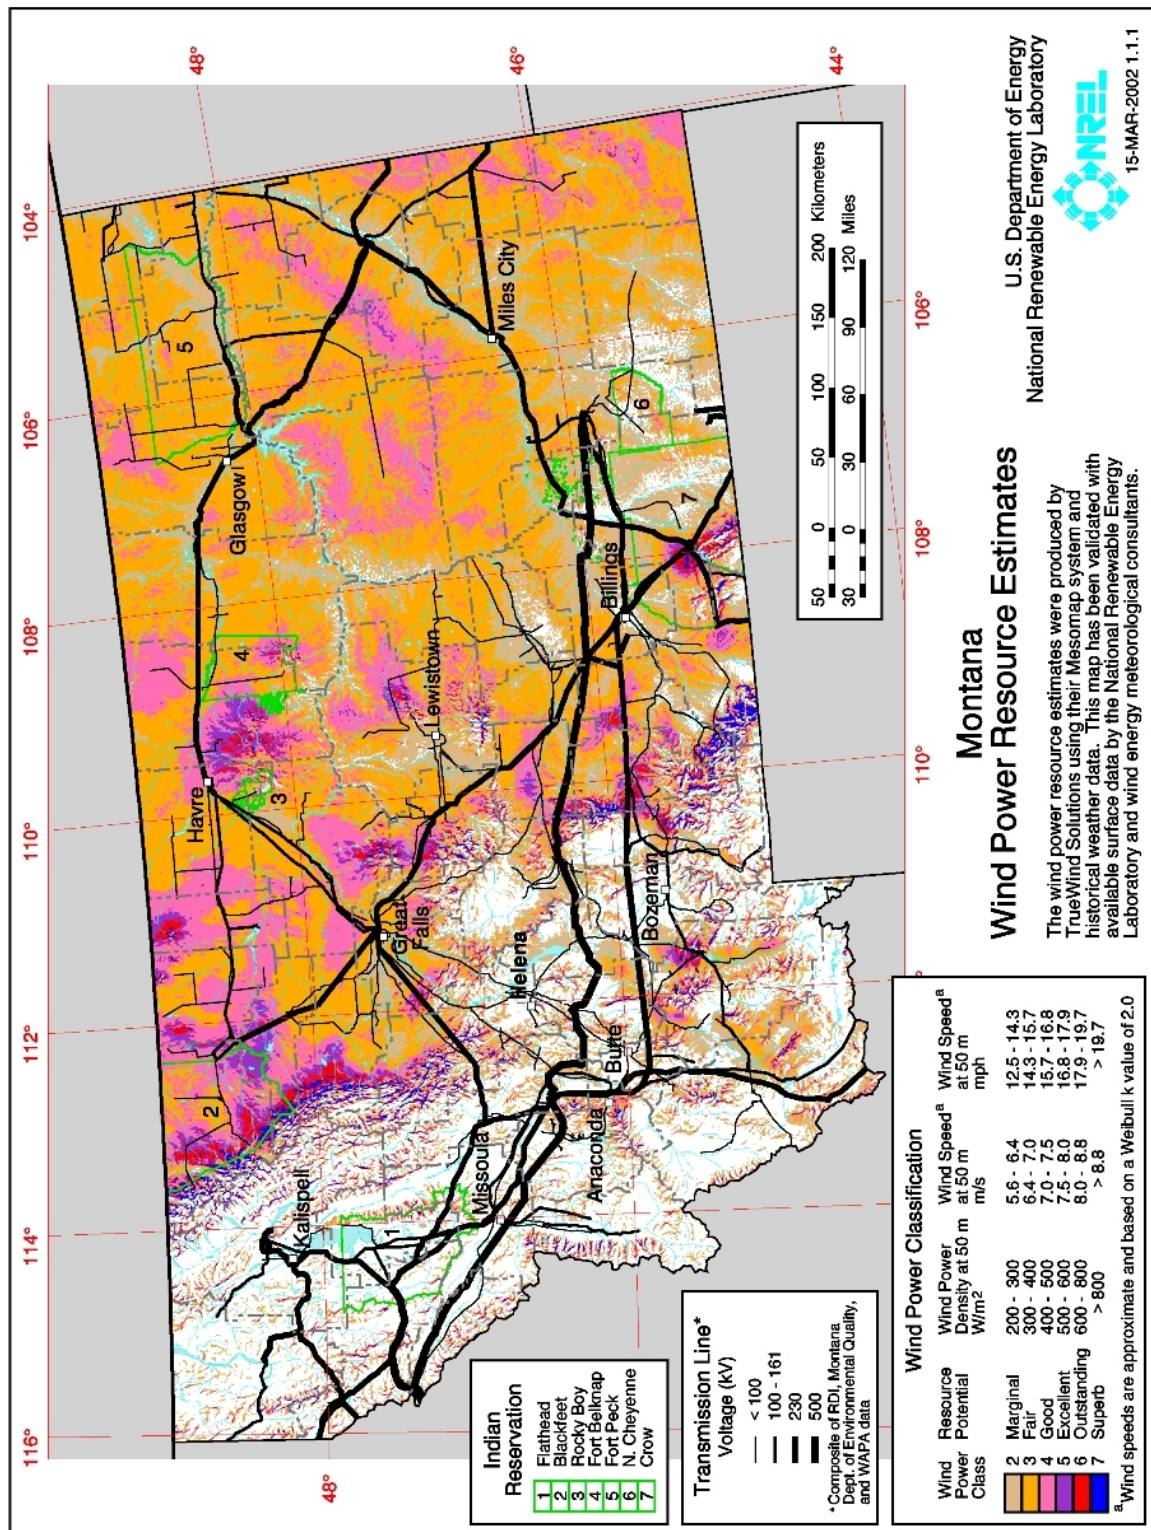 116°
114°
112°
110°
108°
106°
104°
48°
46°
44°
48°
110°
108°
106°
Kalispell
Missoula
Anaconda
Butte
Helena
Great
Falls
Bozeman
Havre
Lewistown
Billings
Glasgow
Miles City
1
2
3
4
5
6
7
Indian
Reservation
1 Flathead
2 Blackfeet
3 Rocky Boy
4 Fort Belknap
5 Fort Peck
6 N. Cheyenne
7 Crow
Transmission Line*
Voltage (kV)
< 100
100 - 161
230
500
* Composite of RDI, Montana
Dept. of Environmental Quality,
and WAPA data
50 0 50 100 150 200 Kilometers
30 0 30 60 90 120 Miles
Wind Power Classification
Wind Power Class Resource Potential Wind Power Density at 50 m W/m2 Wind Speeda at 50 m m/s Wind Speeda at 50 m mph
2 Marginal 200 - 300 5.6 - 6.4 12.5 - 14.3
3 Fair 300 - 400 6.4 - 7.0 14.3 - 15.7
4 Good 400 - 500 7.0 - 7.5 15.7 - 16.8
5 Excellent 500 - 600 7.5 - 8.0 16.8 - 17.9
6 Outstanding 600 - 800 8.0 - 8.8 17.9 - 19.7
7 Superb > 800 > 8.8 > 19.7
a Wind speeds are approximate and based on a Weibull k value of 2.0
Montana
Wind Power Resource Estimates
The wind power resource estimates were produced by
TrueWind Solutions using their Mesomap system and
historical weather data. This map has been validated with
available surface data by the National Renewable Energy
Laboratory and wind energy meteorological consultants.
U.S. Department of Energy
National Renewable Energy Laboratory
NREL
15-MAR-2002 1.1.1